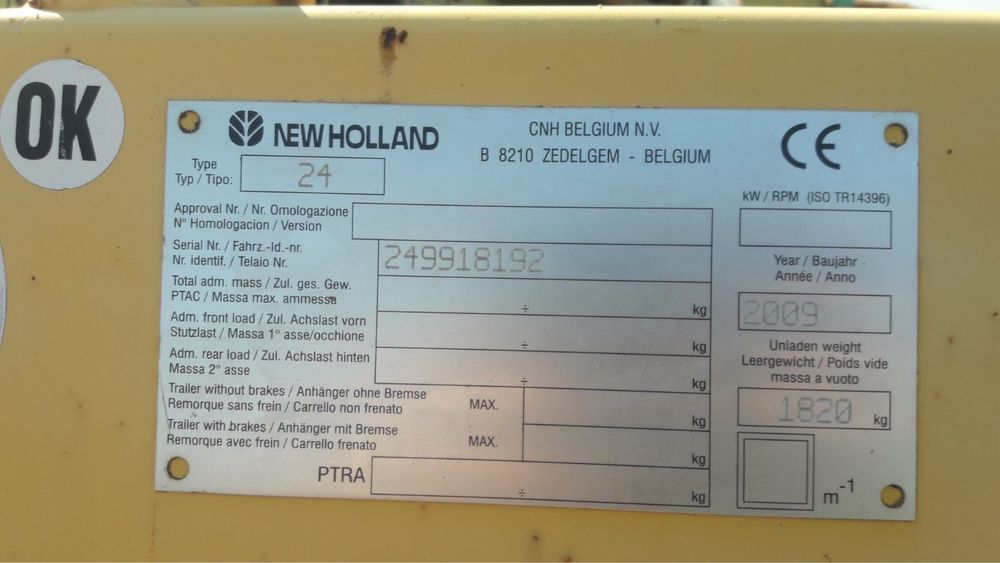 OK
NEW HOLLAND
CNH BELGIUM N.V.
B 8210 ZEDELGEM - BELGIUM
CE
Type
Typ / Tipo: 24
Approval Nr. / Nr. Omologazione
N° Homologacion / Version
Serial Nr. / Fahrz.-Id.-nr.
Nr. identif. / Telaio Nr. 249918192
Total adm. mass / Zul. ges. Gew.
PTAC / Massa max. ammessa ÷ kg
Adm. front load / Zul. Achslast vorn
Stutzlast / Massa 1° asse/occhione ÷ kg
Adm. rear load / Zul. Achslast hinten
Massa 2° asse ÷ kg
Trailer without brakes / Anhänger ohne Bremse
Remorque sans frein / Carrello non frenato MAX. kg
Trailer with brakes / Anhänger mit Bremse
Remorque avec frein / Carrello frenato MAX. kg
PTRA ÷ kg
kW / RPM (ISO TR14396)
Year / Baujahr
Année / Anno
2009
Unladen weight
Leergewicht / Poids vide
massa a vuoto
1820 kg
m-1